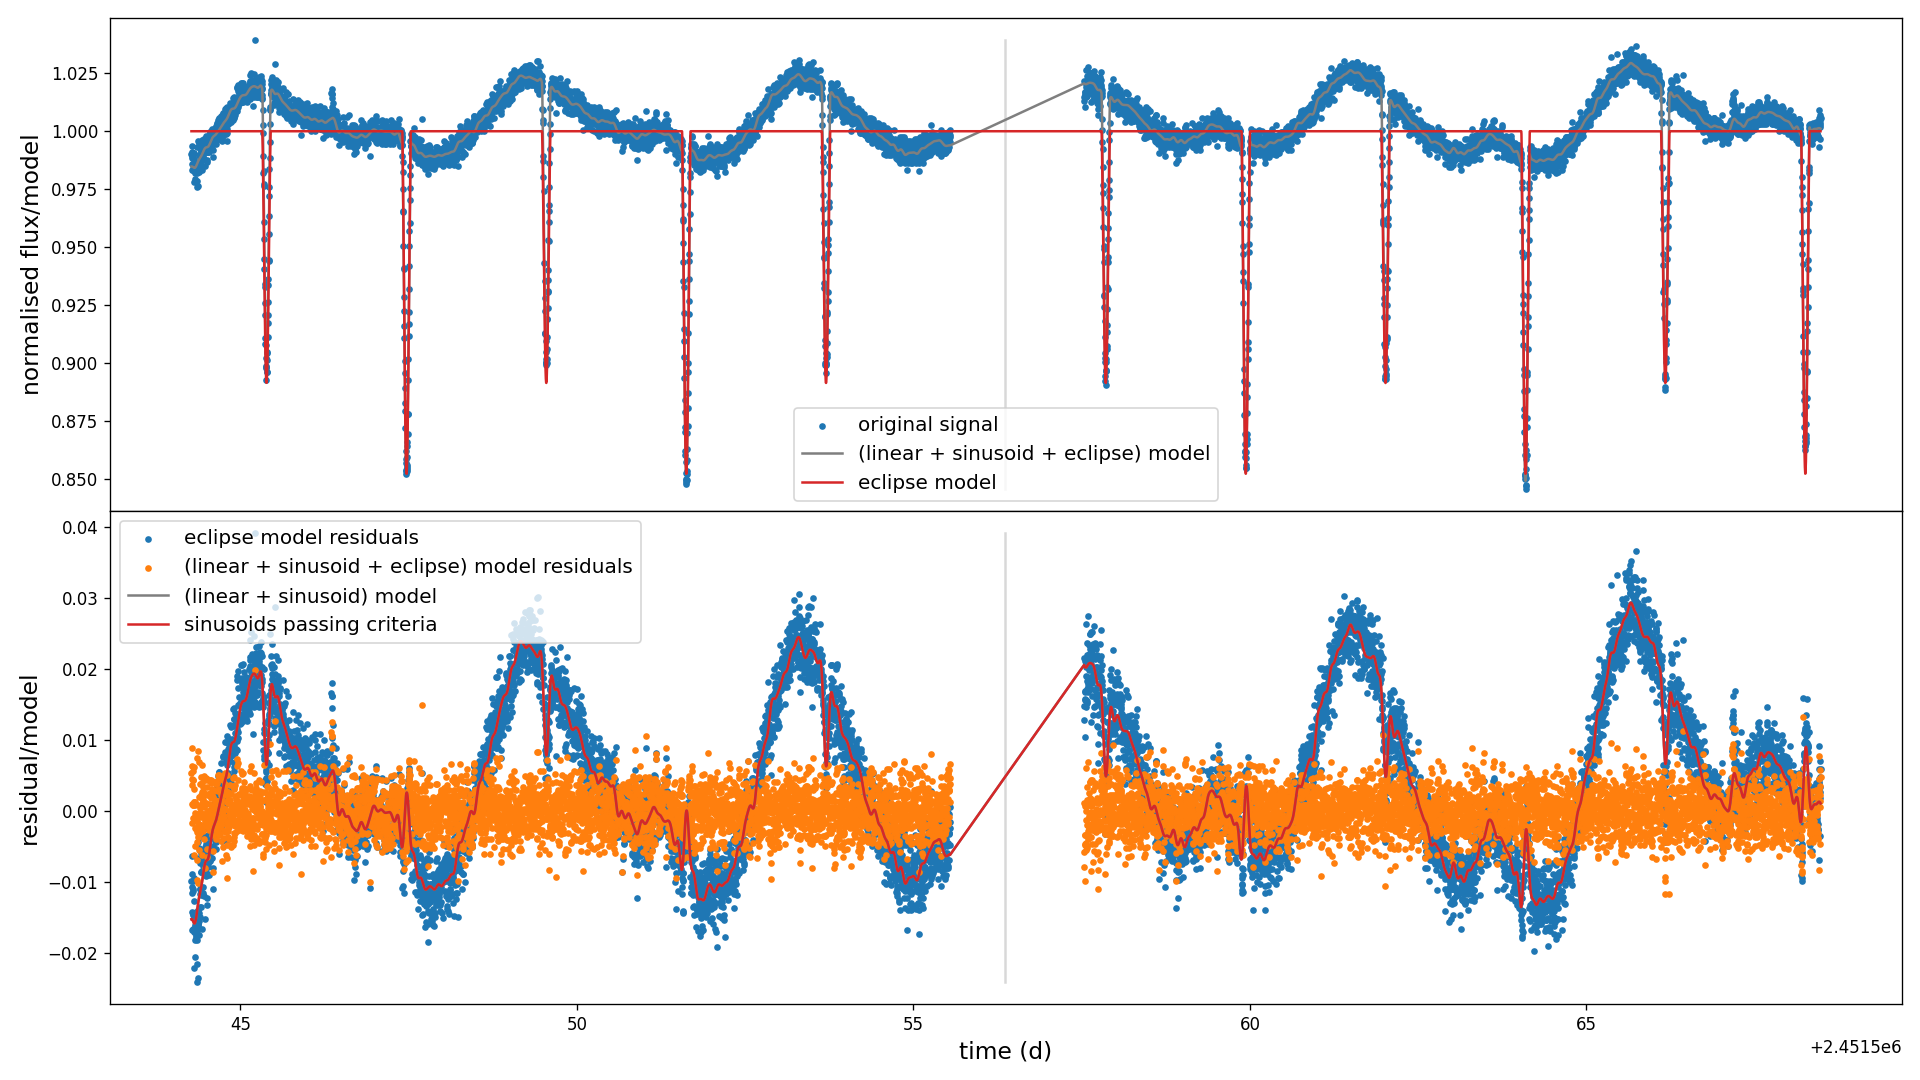 normalised flux/model
1.025
1.000
0.975
0.950
0.925
0.900
0.875
0.850
original signal
(linear + sinusoid + eclipse) model
eclipse model
residual/model
0.04
0.03
0.02
0.01
0.00
−0.01
−0.02
eclipse model residuals
(linear + sinusoid + eclipse) model residuals
(linear + sinusoid) model
sinusoids passing criteria
45 50 55 60 65
time (d)
+2.4515e6